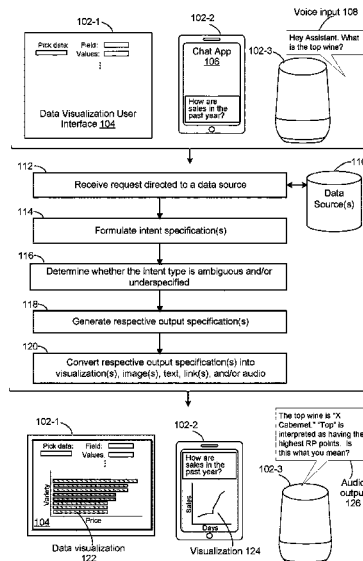 102-1
102-2
Voice input 108
Pick data:
Field:
Values:
Data Visualization User
Interface 104
Chat App
106
How are
sales in the
past year?
102-3
Hey Assistant. What
is the top wine?
112
Receive request directed to a data source
Data
Source(s)
114
Formulate intent specification(s)
116
Determine whether the intent type is ambiguous and/or
underspecified
118
Generate respective output specification(s)
120
Convert respective output specification(s) into
visualization(s), image(s), text, link(s), and/or audio
102-1
102-2
Pick data:
Field:
Values:
Variety
Price
104
Data visualization
122
How are
sales in the
past year?
Sales
Days
Visualization 124
The top wine is "X
Cabernet." "Top" is
interpreted as having the
highest RP points. Is
this what you mean?
102-3
Audio
output
126